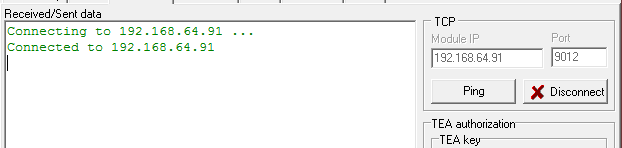 Received/Sent data
Connecting to 192.168.64.91 ...
Connected to 192.168.64.91
TCP
Module IP
Port
192.168.64.91
9012
Ping
Disconnect
TEA authorization
TEA key